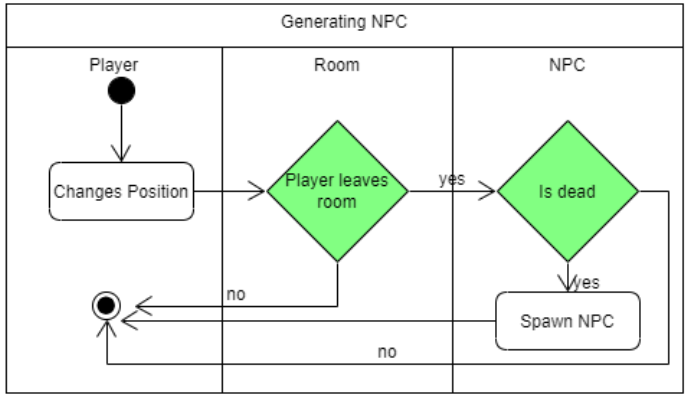 Generating NPC
Player
Room
NPC
Changes Position
Player leaves
room
yes
Is dead
yes
no
Spawn NPC
no